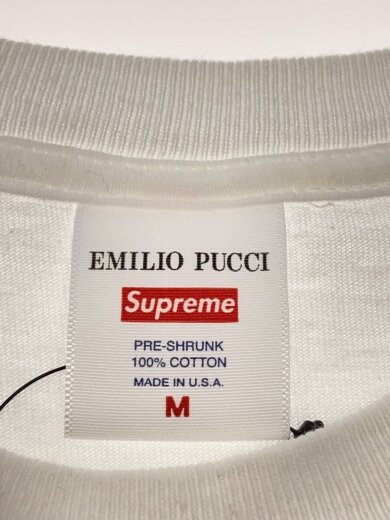 EMILIO PUCCI
Supreme
PRE-SHRUNK
100% COTTON
MADE IN U.S.A.
M